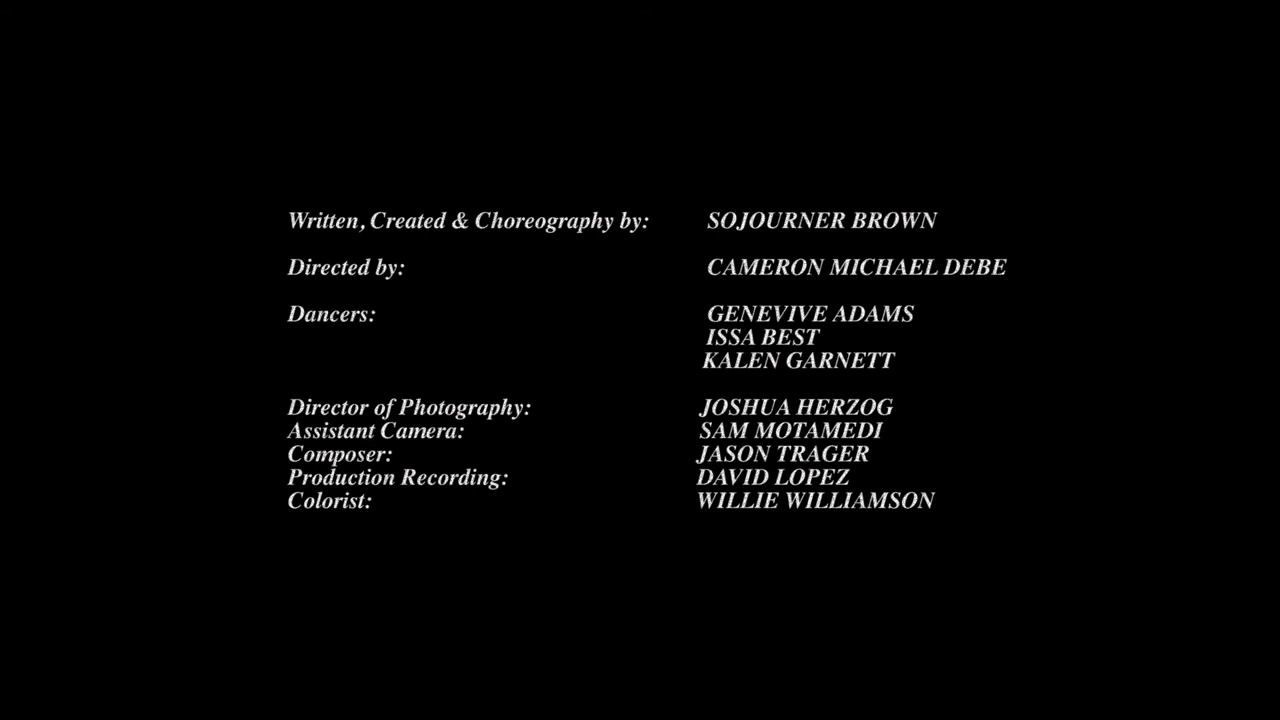 Written, Created & Choreography by: SOJOURNER BROWN
Directed by: CAMERON MICHAEL DEBE
Dancers: GENEVIVE ADAMS
ISSA BEST
KALEN GARNETT
Director of Photography: JOSHUA HERZOG
Assistant Camera: SAM MOTAMEDI
Composer: JASON TRAGER
Production Recording: DAVID LOPEZ
Colorist: WILLIE WILLIAMSON